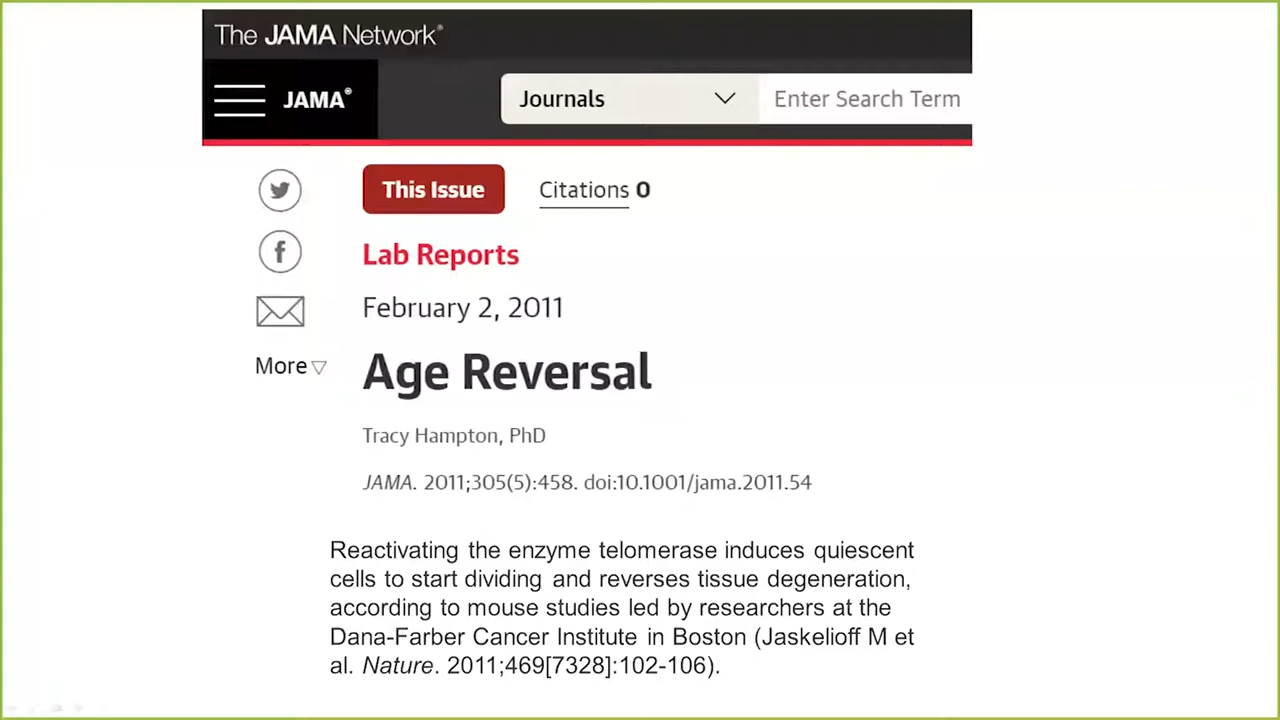 The JAMA Network®
JAMA®
Journals
Enter Search Term
This Issue
Citations 0
Lab Reports
February 2, 2011
More
Age Reversal
Tracy Hampton, PhD
JAMA. 2011;305(5):458. doi:10.1001/jama.2011.54
Reactivating the enzyme telomerase induces quiescent
cells to start dividing and reverses tissue degeneration,
according to mouse studies led by researchers at the
Dana-Farber Cancer Institute in Boston (Jaskelioff M et
al. Nature. 2011;469[7328]:102-106).